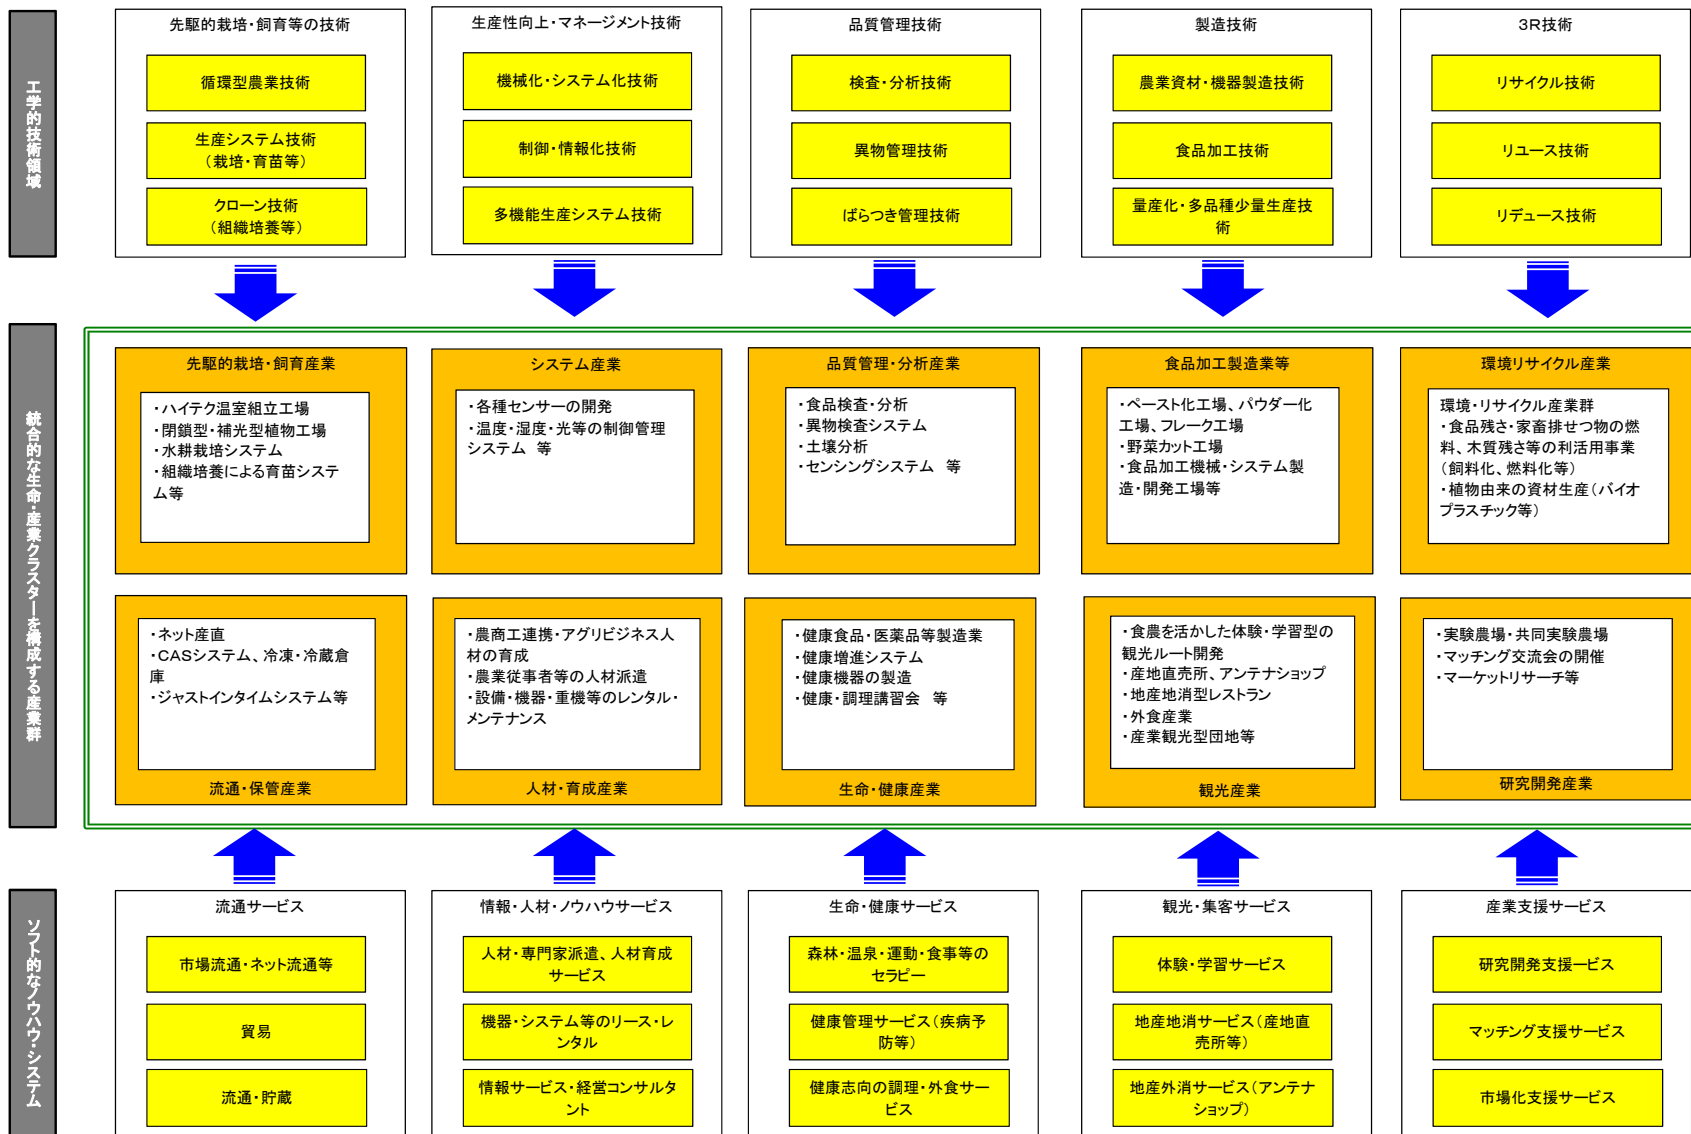 工学的技術領域
先駆的栽培・飼育等の技術
循環型農業技術
生産システム技術
(栽培・育苗等)
クローン技術
(組織培養等)
生産性向上・マネージメント技術
機械化・システム化技術
制御・情報化技術
多機能生産システム技術
品質管理技術
検査・分析技術
異物管理技術
ばらつき管理技術
製造技術
農業資材・機器製造技術
食品加工技術
量産化・多品種少量生産技
術
3R技術
リサイクル技術
リユース技術
リデュース技術
統合的な生命・産業クラスターを構成する産業群
先駆的栽培・飼育産業
・ハイテク温室組立工場
・閉鎖型・補光型植物工場
・水耕栽培システム
・組織培養による育苗システ
ム等
システム産業
・各種センサーの開発
・温度・湿度・光等の制御管理
システム 等
品質管理・分析産業
・食品検査・分析
・異物検査システム
・土壌分析
・センシングシステム 等
食品加工製造業等
・ペースト化工場、パウダー化
工場、フレーク工場
・野菜カット工場
・食品加工機械・システム製
造・開発工場等
環境リサイクル産業
環境・リサイクル産業群
・食品残さ・家畜排せつ物の燃
料、木質残さ等の利活用事業
(飼料化、燃料化等)
・植物由来の資材生産(バイオ
プラスチック等)
・ネット産直
・CASシステム、冷凍・冷蔵倉
庫
・ジャストインタイムシステム等
流通・保管産業
・農商工連携・アグリビジネス人
材の育成
・農業従事者等の人材派遣
・設備・機器・重機等のレンタル・
メンテナンス
人材・育成産業
・健康食品・医薬品等製造業
・健康増進システム
・健康機器の製造
・健康・調理講習会 等
生命・健康産業
・食農を活かした体験・学習型の
観光ルート開発
・産地直売所、アンテナショップ
・地産地消型レストラン
・外食産業
・産業観光型団地等
観光産業
・実験農場・共同実験農場
・マッチング交流会の開催
・マーケットリサーチ等
研究開発産業
ソフト的なノウハウ・システム
流通サービス
市場流通・ネット流通等
貿易
流通・貯蔵
情報・人材・ノウハウサービス
人材・専門家派遣、人材育成
サービス
機器・システム等のリース・レ
ンタル
情報サービス・経営コンサルタ
ント
生命・健康サービス
森林・温泉・運動・食事等の
セラピー
健康管理サービス(疾病予
防等)
健康志向の調理・外食サー
ビス
観光・集客サービス
体験・学習サービス
地産地消サービス(産地直
売所等)
地産外消サービス(アンテナ
ショップ)
産業支援サービス
研究開発支援ービス
マッチング支援サービス
市場化支援サービス